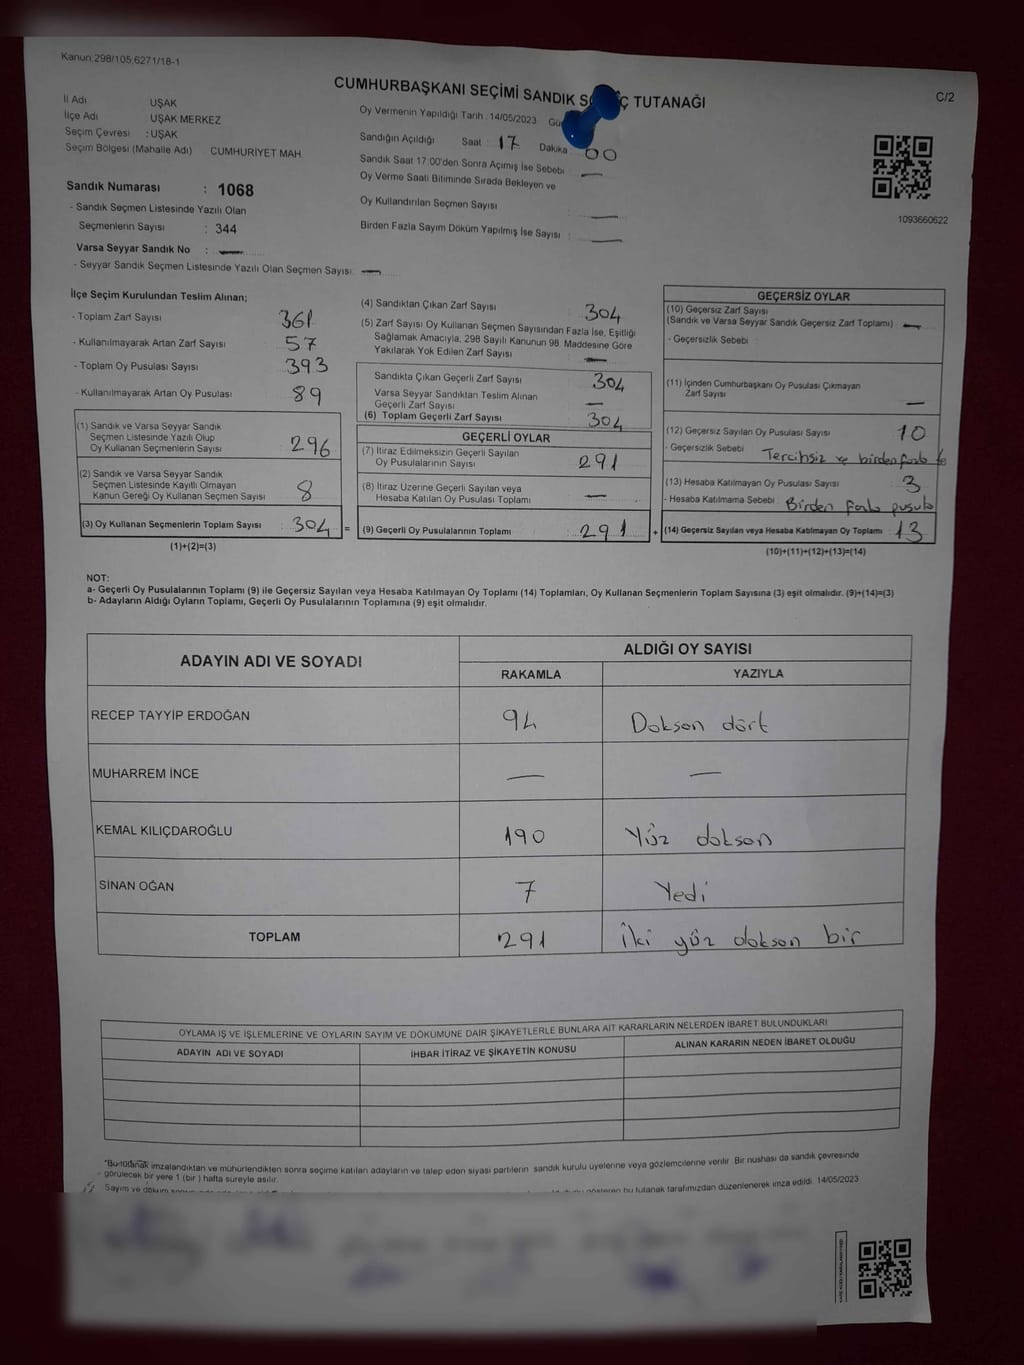 Kanun:298/105,6271/18-1
CUMHURBAŞKANI SEÇİMİ SANDIK TUTANAĞI
C/2
İl Adı : UŞAK
İlçe Adı : UŞAK MERKEZ
Seçim Çevresi : UŞAK
Seçim Bölgesi (Mahalle Adı) CUMHURİYET MAH.
Sandık Numarası : 1068
- Sandık Seçmen Listesinde Yazılı Olan
Seçmenlerin Sayısı : 344
Varsa Seyyar Sandık No : —
- Seyyar Sandık Seçmen Listesinde Yazılı Olan Seçmen Sayısı: —
Oy Vermenin Yapıldığı Tarih : 14/05/2023
Sandığın Açıldığı Saat : 17 Dakika : 00
Sandık Saat 17:00'den Sonra Açımış İse Sebebi : —
Oy Verme Saati Bitiminde Sırada Bekleyen ve
Oy Kullandırılan Seçmen Sayısı : —
Birden Fazla Sayım Döküm Yapılmış İse Sayısı : —
1093660622
İlçe Seçim Kurulundan Teslim Alınan;
- Toplam Zarf Sayısı 361
- Kullanılmayarak Artan Zarf Sayısı 57
- Toplam Oy Pusulası Sayısı 393
- Kullanılmayarak Artan Oy Pusulası 89
(1) Sandık ve Varsa Seyyar Sandık
Seçmen Listesinde Yazılı Olup
Oy Kullanan Seçmenlerin Sayısı 296
(2) Sandık ve Varsa Seyyar Sandık
Seçmen Listesinde Kayıtlı Olmayan
Kanun Gereği Oy Kullanan Seçmen Sayısı 8
(3) Oy Kullanan Seçmenlerin Toplam Sayısı : 304 =
(1)+(2)=(3)
(4) Sandıktan Çıkan Zarf Sayısı 304
(5) Zarf Sayısı Oy Kullanan Seçmen Sayısından Fazla İse, Eşitliği
Sağlamak Amacıyla, 298 Sayılı Kanunun 98. Maddesine Göre
Yakılarak Yok Edilen Zarf Sayısı —
Sandıkta Çıkan Geçerli Zarf Sayısı 304
Varsa Seyyar Sandıktan Teslim Alınan
Geçerli Zarf Sayısı —
(6) Toplam Geçerli Zarf Sayısı 304
GEÇERLİ OYLAR
(7) İtiraz Edilmeksizin Geçerli Sayılan
Oy Pusulalarının Sayısı 291
(8) İtiraz Üzerine Geçerli Sayılan veya
Hesaba Katılan Oy Pusulası Toplamı —
(9) Geçerli Oy Pusulalarının Toplamı 291 +
GEÇERSİZ OYLAR
(10) Geçersiz Zarf Sayısı
(Sandık ve Varsa Seyyar Sandık Geçersiz Zarf Toplamı) : —
- Geçersizlik Sebebi :
(11) İçinden Cumhurbaşkanı Oy Pusulası Çıkmayan
Zarf Sayısı —
(12) Geçersiz Sayılan Oy Pusulası Sayısı 10
- Geçersizlik Sebebi : Tercihsiz ve birden fazla te
(13) Hesaba Katılmayan Oy Pusulası Sayısı 3
- Hesaba Katılmama Sebebi : Birden fazla pusula
(14) Geçersiz Sayılan veya Hesaba Katılmayan Oy Toplamı 13
(10)+(11)+(12)+(13)=(14)
NOT:
a- Geçerli Oy Pusulalarının Toplamı (9) ile Geçersiz Sayılan veya Hesaba Katılmayan Oy Toplamı (14) Toplamları, Oy Kullanan Seçmenlerin Toplam Sayısına (3) eşit olmalıdır. (9)+(14)=(3)
b- Adayların Aldığı Oyların Toplamı, Geçerli Oy Pusulalarının Toplamına (9) eşit olmalıdır.
ADAYIN ADI VE SOYADI
ALDIĞI OY SAYISI
RAKAMLA YAZIYLA
RECEP TAYYİP ERDOĞAN 94 Doksan dört
MUHARREM İNCE — —
KEMAL KILIÇDAROĞLU 190 Yüz doksan
SİNAN OĞAN 7 Yedi
TOPLAM 291 İki yüz doksan bir
OYLAMA İŞ VE İŞLEMLERİNE VE OYLARIN SAYIM VE DÖKÜMÜNE DAİR ŞİKAYETLERLE BUNLARA AİT KARARLARIN NELERDEN İBARET BULUNDUKLARI
ADAYIN ADI VE SOYADI İHBAR İTİRAZ VE ŞİKAYETİN KONUSU ALINAN KARARIN NEDEN İBARET OLDUĞU
*Bu tutanak imzalandıktan ve mühürlendikten sonra seçime katılan adayların ve talep eden siyasi partilerin sandık kurulu üyelerine veya gözlemcilerine verilir. Bir nüshası da sandık çevresinde
görülecek bir yere 1 (bir ) hafta süreyle asılır.
Sayım ve döküm gösteren bu tutanak tarafımızdan düzenlenerek imza edildi. 14/05/2023